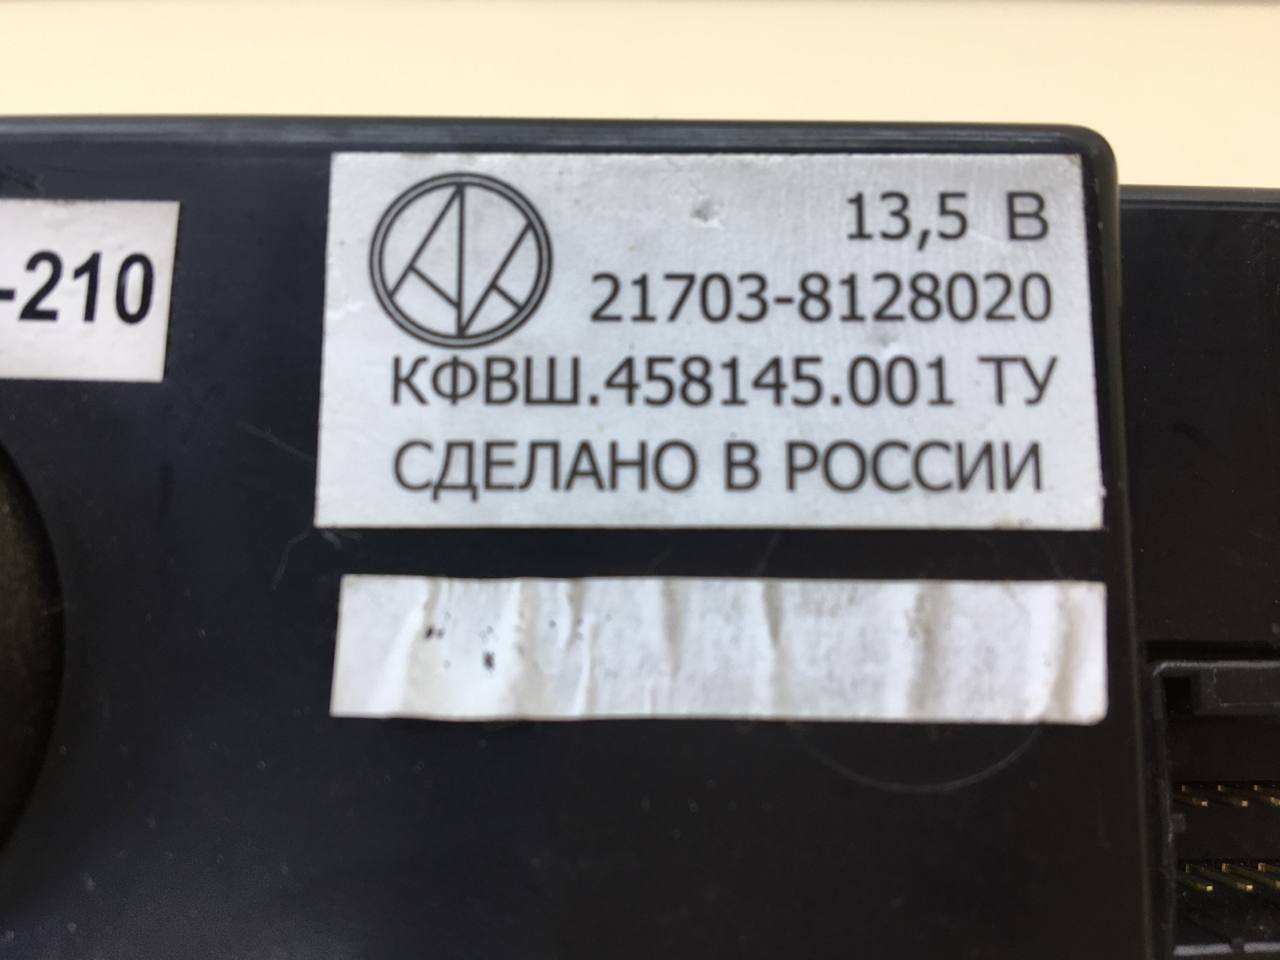 -210
13,5 В
21703-8128020
КФВШ.458145.001 ТУ
СДЕЛАНО В РОССИИ